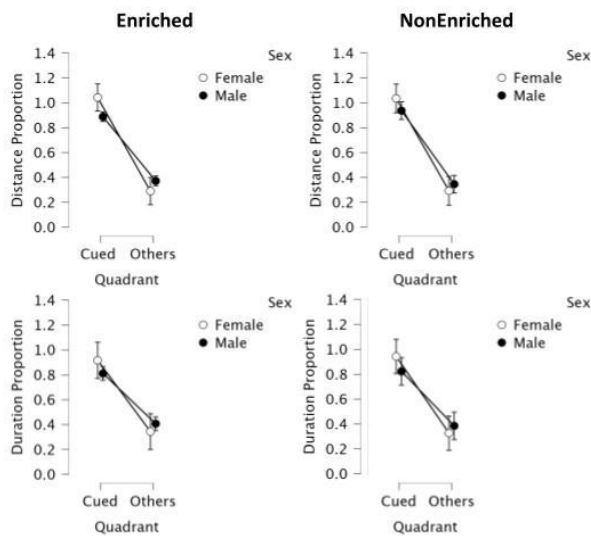 Enriched
NonEnriched
Sex
Female
Male
Distance Proportion
1.4
1.2
1.0
0.8
0.6
0.4
0.2
0.0
Cued Others
Quadrant
Sex
Female
Male
Distance Proportion
1.4
1.2
1.0
0.8
0.6
0.4
0.2
0.0
Cued Others
Quadrant
Sex
Female
Male
Duration Proportion
1.4
1.2
1.0
0.8
0.6
0.4
0.2
0.0
Cued Others
Quadrant
Sex
Female
Male
Duration Proportion
1.4
1.2
1.0
0.8
0.6
0.4
0.2
0.0
Cued Others
Quadrant